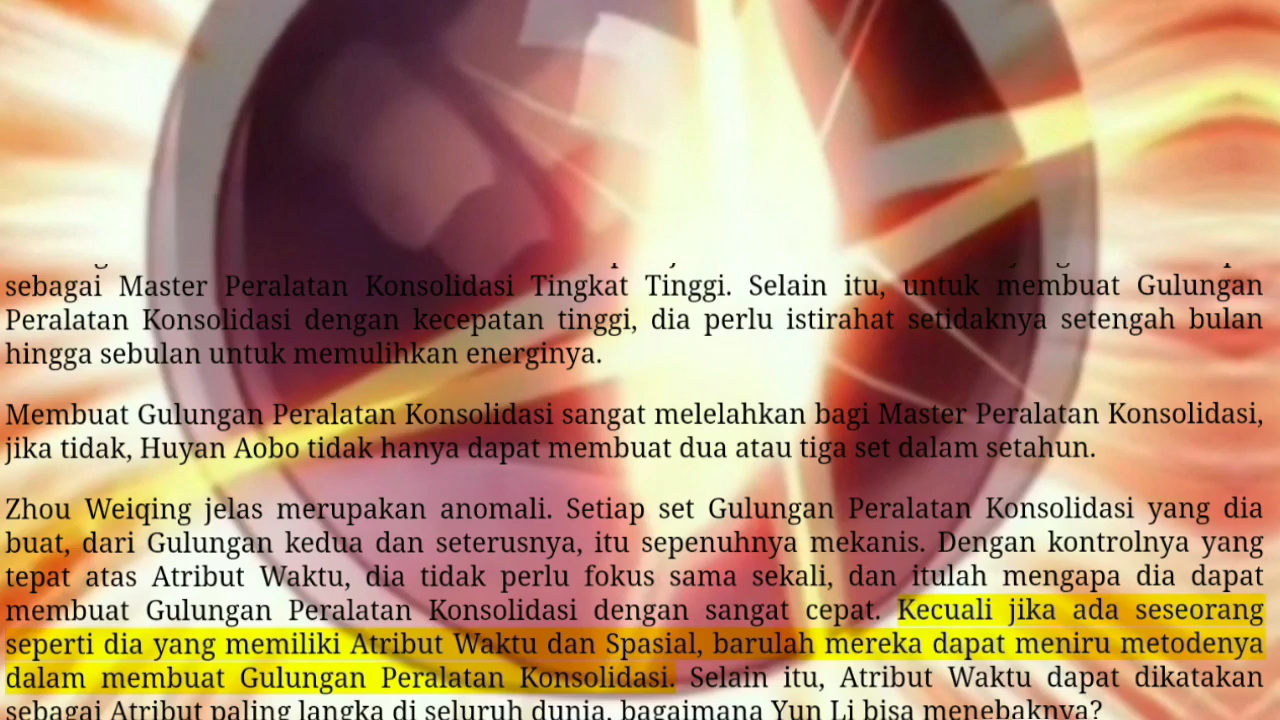 sebagai Master Peralatan Konsolidasi Tingkat Tinggi. Selain itu, untuk membuat Gulungan
Peralatan Konsolidasi dengan kecepatan tinggi, dia perlu istirahat setidaknya setengah bulan
hingga sebulan untuk memulihkan energinya.
Membuat Gulungan Peralatan Konsolidasi sangat melelahkan bagi Master Peralatan Konsolidasi,
jika tidak, Huyan Aobo tidak hanya dapat membuat dua atau tiga set dalam setahun.
Zhou Weiqing jelas merupakan anomali. Setiap set Gulungan Peralatan Konsolidasi yang dia
buat, dari Gulungan kedua dan seterusnya, itu sepenuhnya mekanis. Dengan kontrolnya yang
tepat atas Atribut Waktu, dia tidak perlu fokus sama sekali, dan itulah mengapa dia dapat
membuat Gulungan Peralatan Konsolidasi dengan sangat cepat. Kecuali jika ada seseorang
seperti dia yang memiliki Atribut Waktu dan Spasial, barulah mereka dapat meniru metodenya
dalam membuat Gulungan Peralatan Konsolidasi. Selain itu, Atribut Waktu dapat dikatakan
sebagai Atribut paling langka di seluruh dunia, bagaimana Yun Li bisa menebaknya?